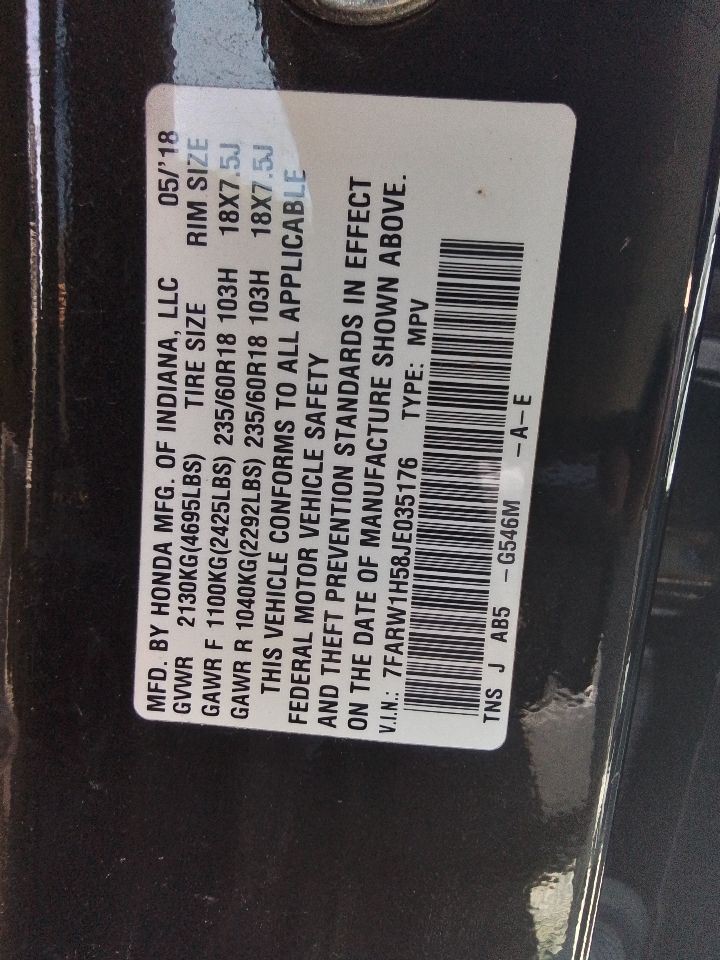 MFD. BY HONDA MFG. OF INDIANA, LLC 05/'18
GVWR 2130KG(4695LBS) TIRE SIZE RIM SIZE
GAWR F 1100KG(2425LBS) 235/60R18 103H 18X7.5J
GAWR R 1040KG(2292LBS) 235/60R18 103H 18X7.5J
THIS VEHICLE CONFORMS TO ALL APPLICABLE
FEDERAL MOTOR VEHICLE SAFETY
AND THEFT PREVENTION STANDARDS IN EFFECT
ON THE DATE OF MANUFACTURE SHOWN ABOVE.
V.I.N.: 7FARW1H58JE035176 TYPE: MPV
TNS J AB5 -G546M -A-E